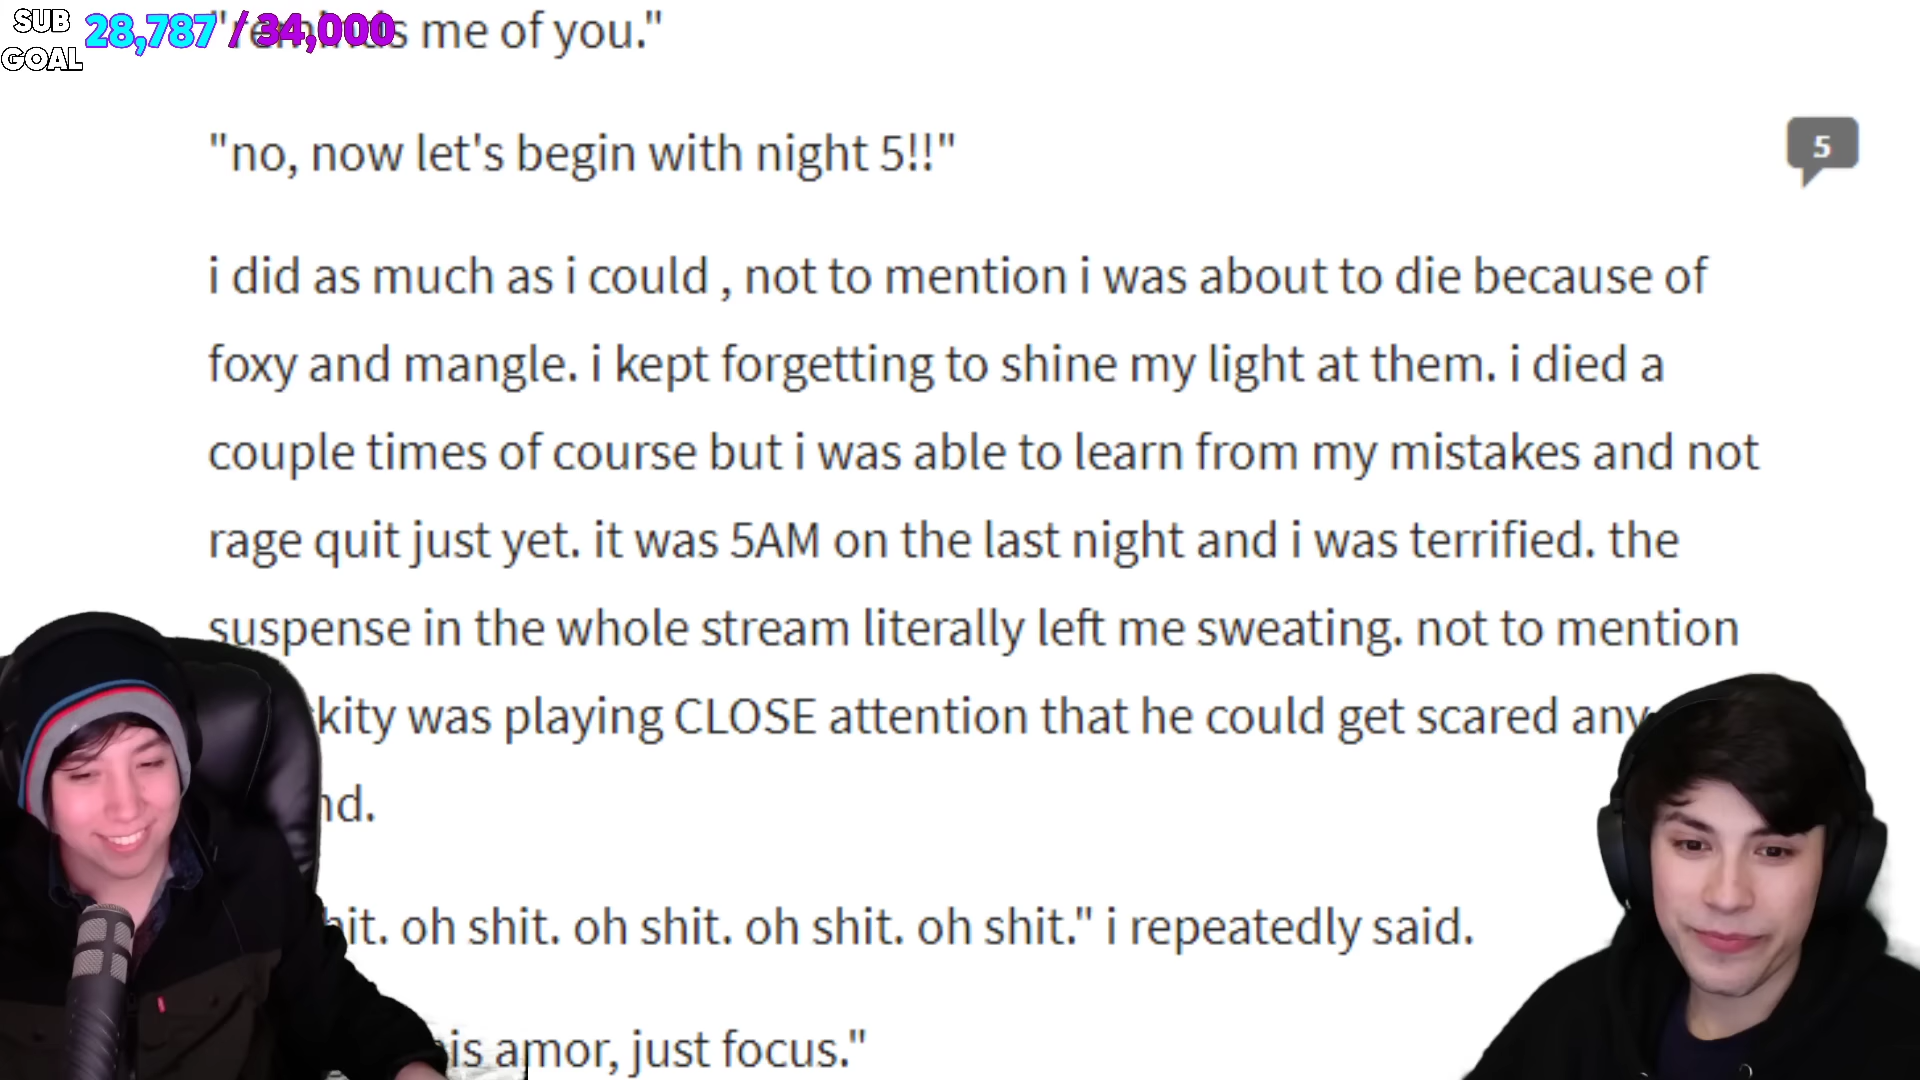 SUB GOAL 28,787 / 34,000
"reminds me of you."
"no, now let's begin with night 5!!"
5
i did as much as i could , not to mention i was about to die because of
foxy and mangle. i kept forgetting to shine my light at them. i died a
couple times of course but i was able to learn from my mistakes and not
rage quit just yet. it was 5AM on the last night and i was terrified. the
suspense in the whole stream literally left me sweating. not to mention
kity was playing CLOSE attention that he could get scared any
nd.
hit. oh shit. oh shit. oh shit. oh shit." i repeatedly said.
is amor, just focus."